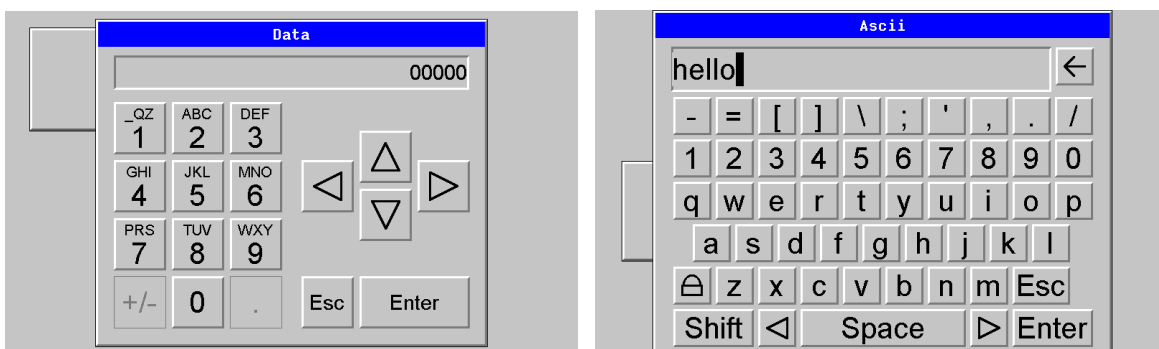 Data
00000
_QZ ABC DEF
1 2 3
GHI JKL MNO
4 5 6
PRS TUV WXY
7 8 9
+/- 0 . Esc Enter
Ascii
hello
- = [ ] \ ; ' , . /
1 2 3 4 5 6 7 8 9 0
q w e r t y u i o p
a s d f g h j k l
z x c v b n m Esc
Shift Space Enter